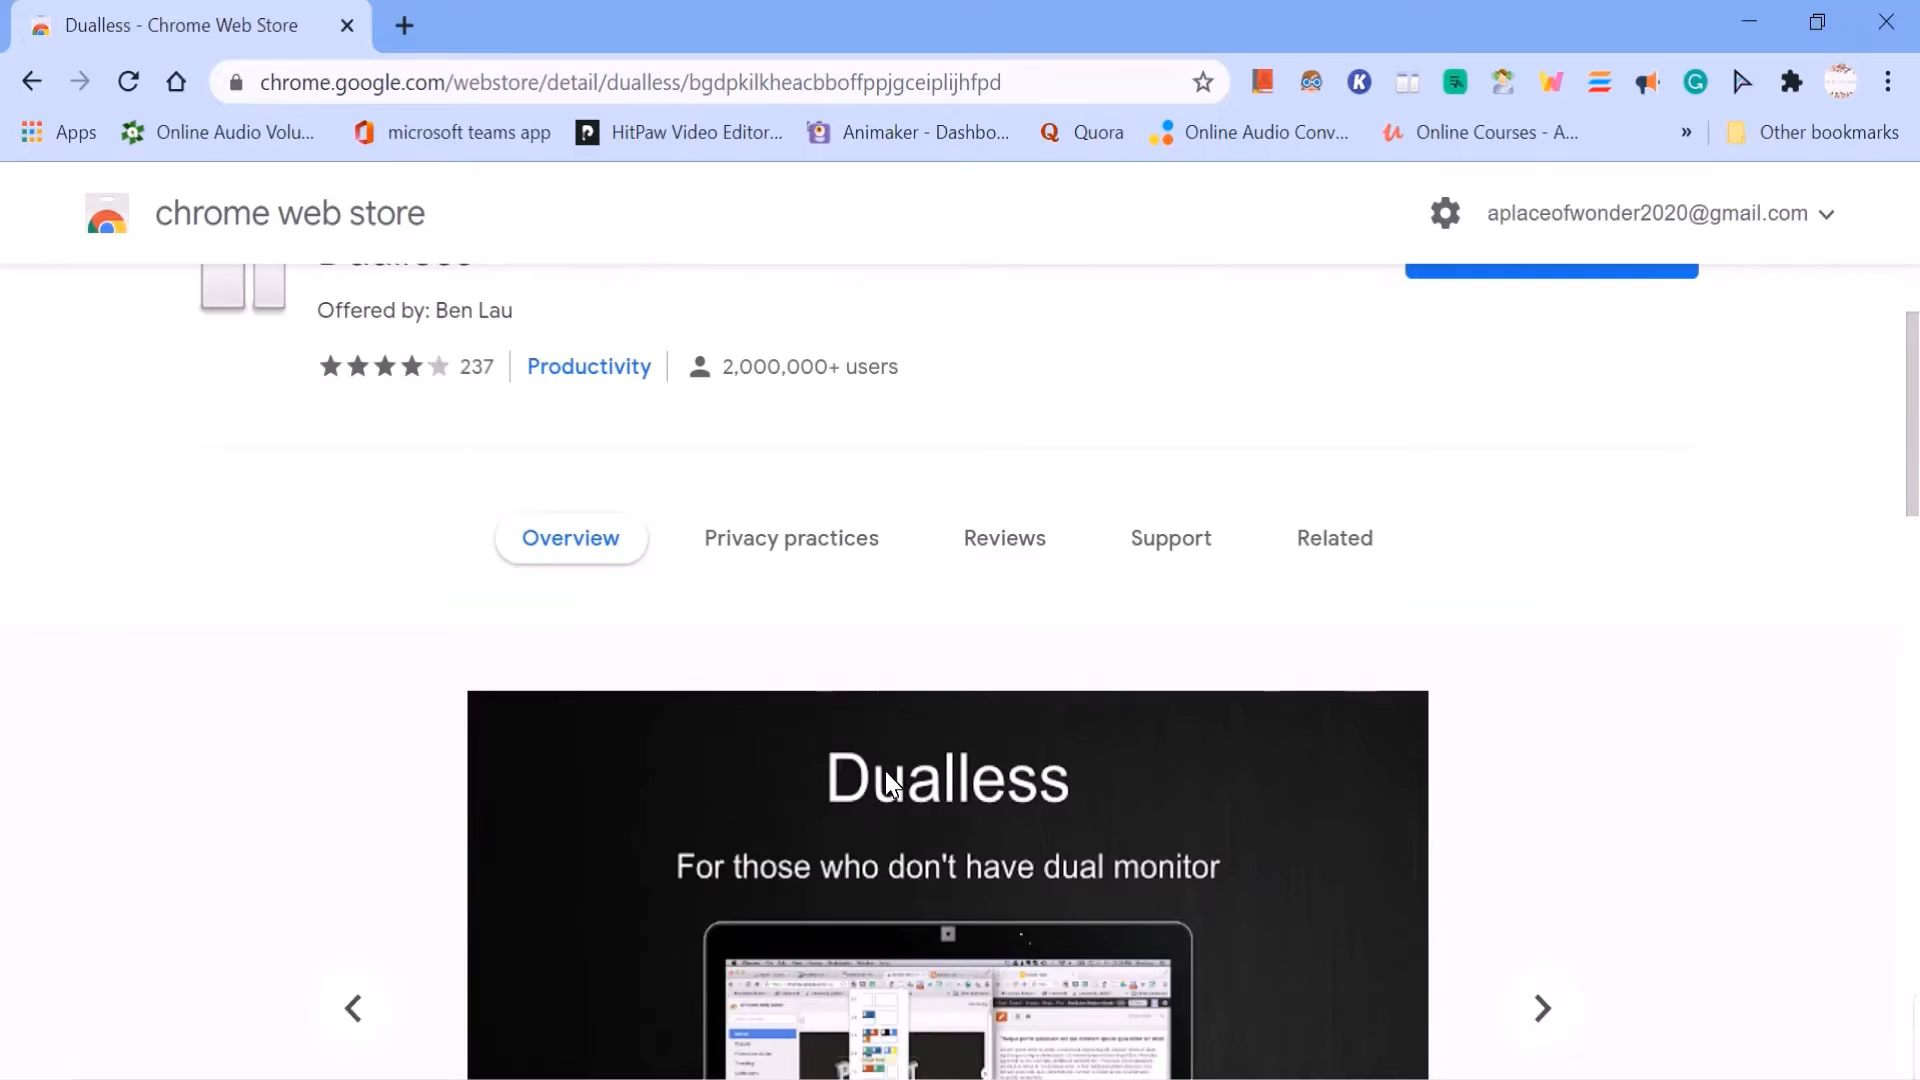 Dualless - Chrome Web Store
chrome.google.com/webstore/detail/dualless/bgdpkilkheacbboffppjgceiplijhfpd
Apps Online Audio Volu... microsoft teams app HitPaw Video Editor... Animaker - Dashbo... Quora Online Audio Conv... Online Courses - A... » Other bookmarks
chrome web store
aplaceofwonder2020@gmail.com
Dualless
Offered by: Ben Lau
237 Productivity 2,000,000+ users
Overview Privacy practices Reviews Support Related
Dualless
For those who don't have dual monitor